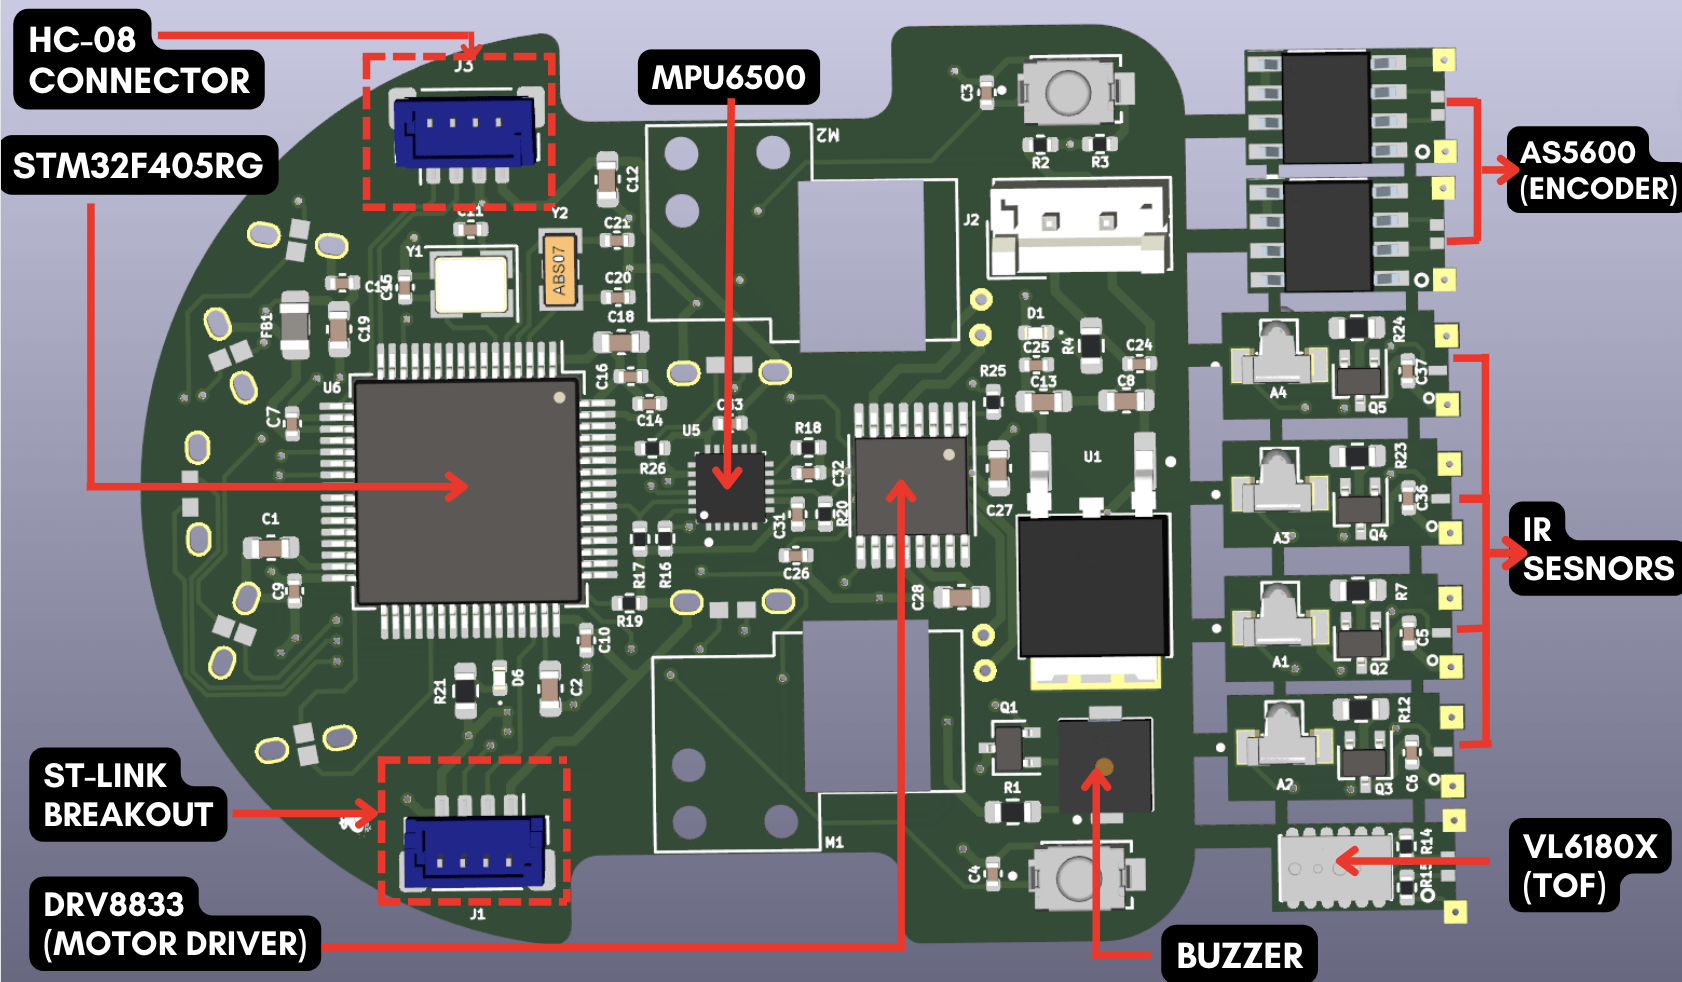 HC-08
CONNECTOR
J3
MPU6500
STM32F405RG
C3
R2
R3
M2
C12
AS5600
(ENCODER)
C11
Y2
C21
J2
Y1
ABS07
C20
FB1
C19
C18
D1
C25
R4
C24
R24
C37
U6
C16
R25
C13
C8
A4
Q5
C7
C14
U5
R18
R26
C32
U1
R23
C36
C27
C31
R20
A3
Q4
IR
SESNORS
C1
C9
R17
R16
C26
R19
C28
R7
C5
C10
A1
Q2
R21
D6
C2
Q1
R12
C6
A2
Q3
ST-LINK
BREAKOUT
R1
M1
R14
R15
VL6180X
(TOF)
C4
DRV8833
(MOTOR DRIVER)
J1
BUZZER